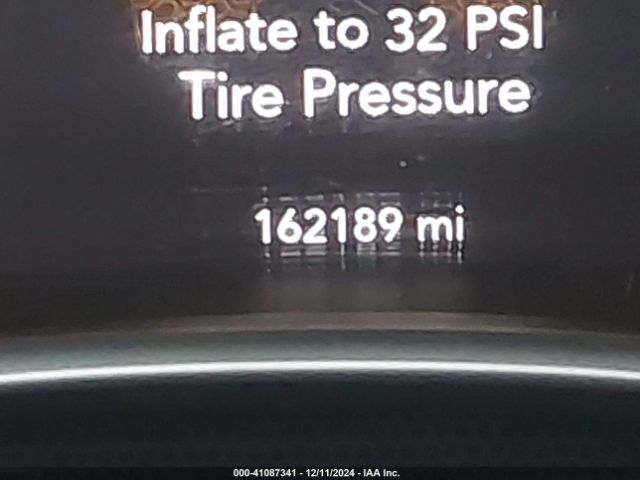 Inflate to 32 PSI
Tire Pressure
162189 mi
000-41087341 - 12/11/2024 - IAA Inc.